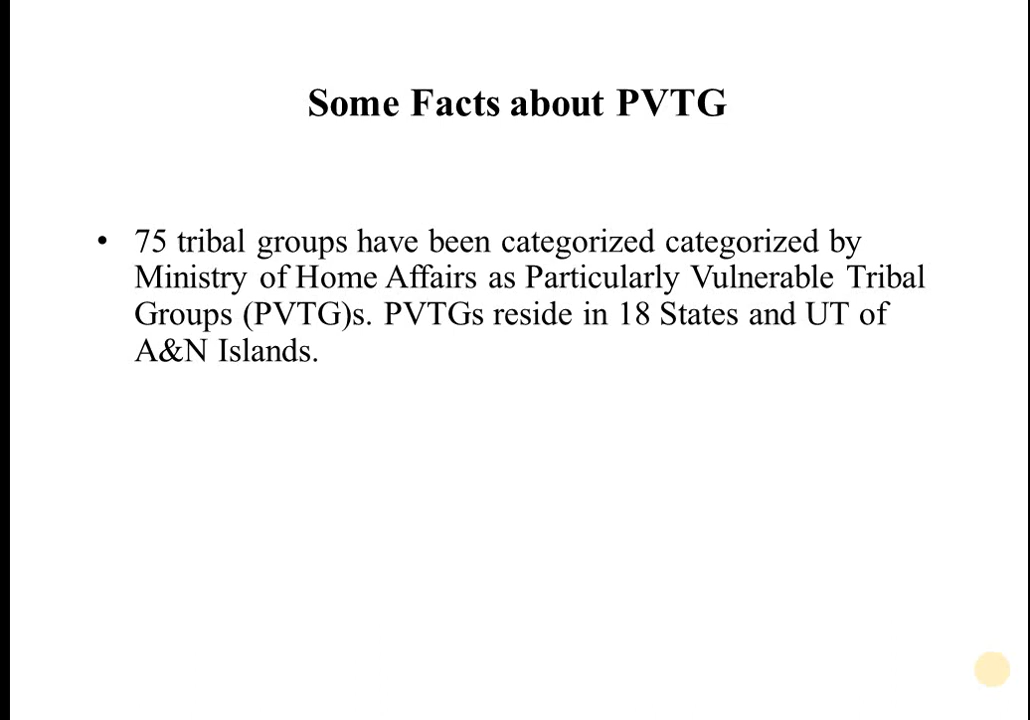 Some Facts about PVTG
• 75 tribal groups have been categorized categorized by
Ministry of Home Affairs as Particularly Vulnerable Tribal
Groups (PVTG)s. PVTGs reside in 18 States and UT of
A&N Islands.